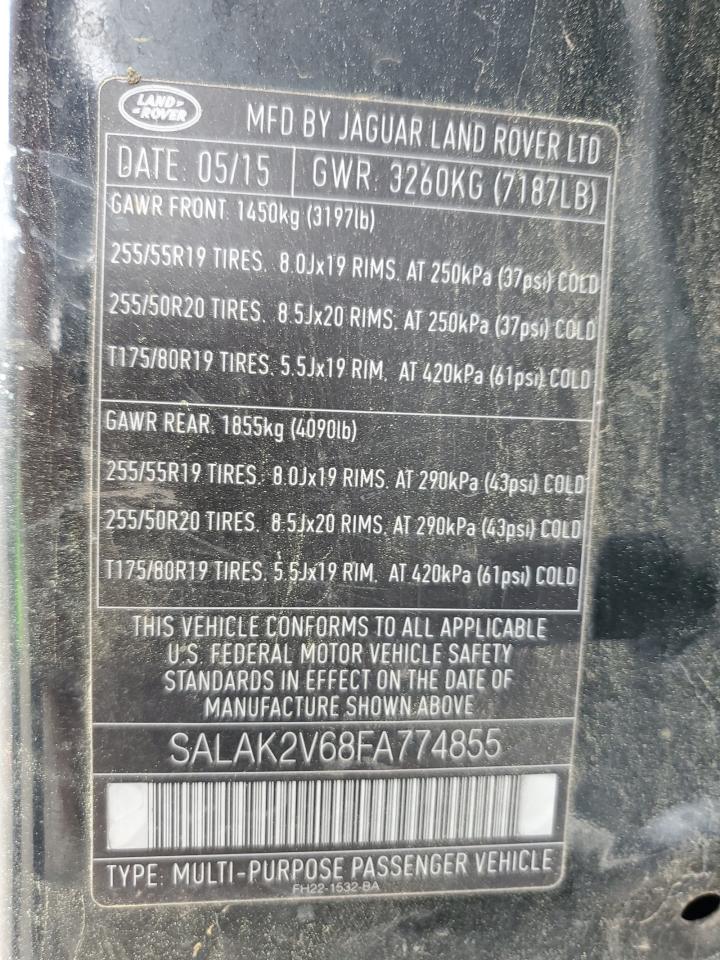 LAND ROVER
MFD BY JAGUAR LAND ROVER LTD
DATE: 05/15 | GWR: 3260KG (7187LB)
GAWR FRONT. 1450kg (3197lb)
255/55R19 TIRES. 8.0Jx19 RIMS. AT 250kPa (37psi) COLD
255/50R20 TIRES. 8.5Jx20 RIMS. AT 250kPa (37psi) COLD
T175/80R19 TIRES. 5.5Jx19 RIM. AT 420kPa (61psi) COLD
GAWR REAR. 1855kg (4090lb)
255/55R19 TIRES. 8.0Jx19 RIMS. AT 290kPa (43psi) COLD
255/50R20 TIRES. 8.5Jx20 RIMS. AT 290kPa (43psi) COLD
T175/80R19 TIRES. 5.5Jx19 RIM. AT 420kPa (61psi) COLD
THIS VEHICLE CONFORMS TO ALL APPLICABLE
U.S. FEDERAL MOTOR VEHICLE SAFETY
STANDARDS IN EFFECT ON THE DATE OF
MANUFACTURE SHOWN ABOVE
SALAK2V68FA774855
TYPE: MULTI-PURPOSE PASSENGER VEHICLE
FH22-1532-BA